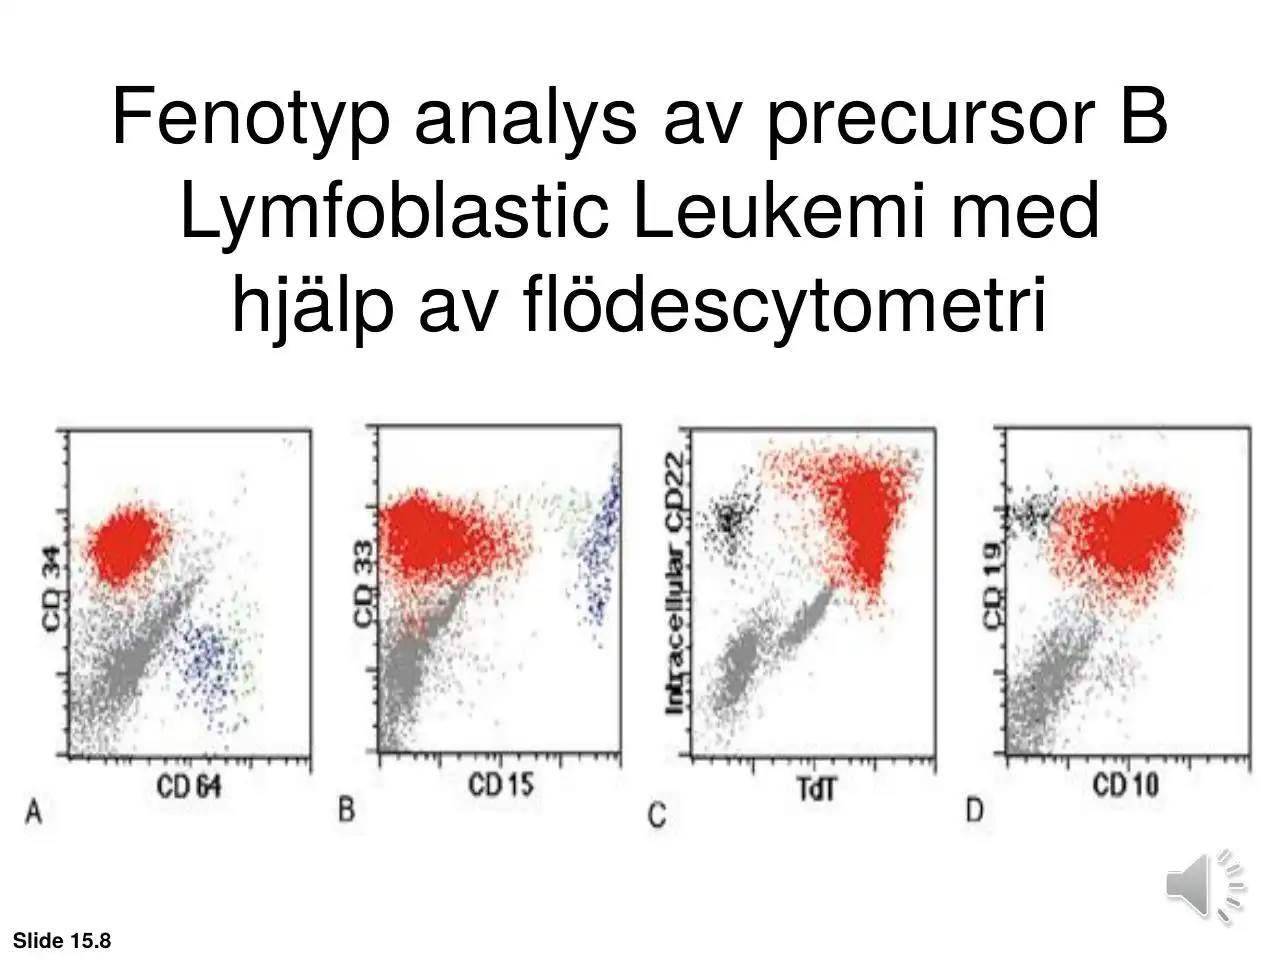 Fenotyp analys av precursor B
Lymfoblastic Leukemi med
hjälp av flödescytometri
CD 34
CD 64
A
CD 33
CD 15
B
Intracellular CD22
TdT
C
CD 19
CD 10
D
Slide 15.8